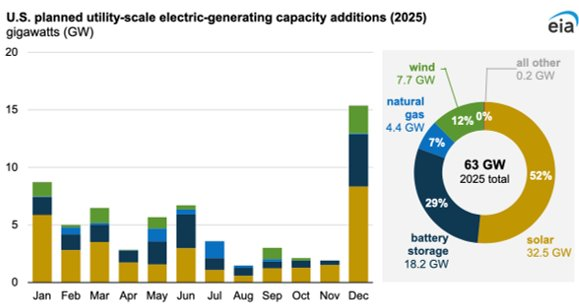 U.S. planned utility-scale electric-generating capacity additions (2025)
gigawatts (GW)
eia
20
15
10
5
0
Jan Feb Mar Apr May Jun Jul Aug Sep Oct Nov Dec
wind
7.7 GW
all other
0.2 GW
natural
gas
4.4 GW
12%
0%
7%
63 GW
2025 total
52%
29%
battery
storage
18.2 GW
solar
32.5 GW